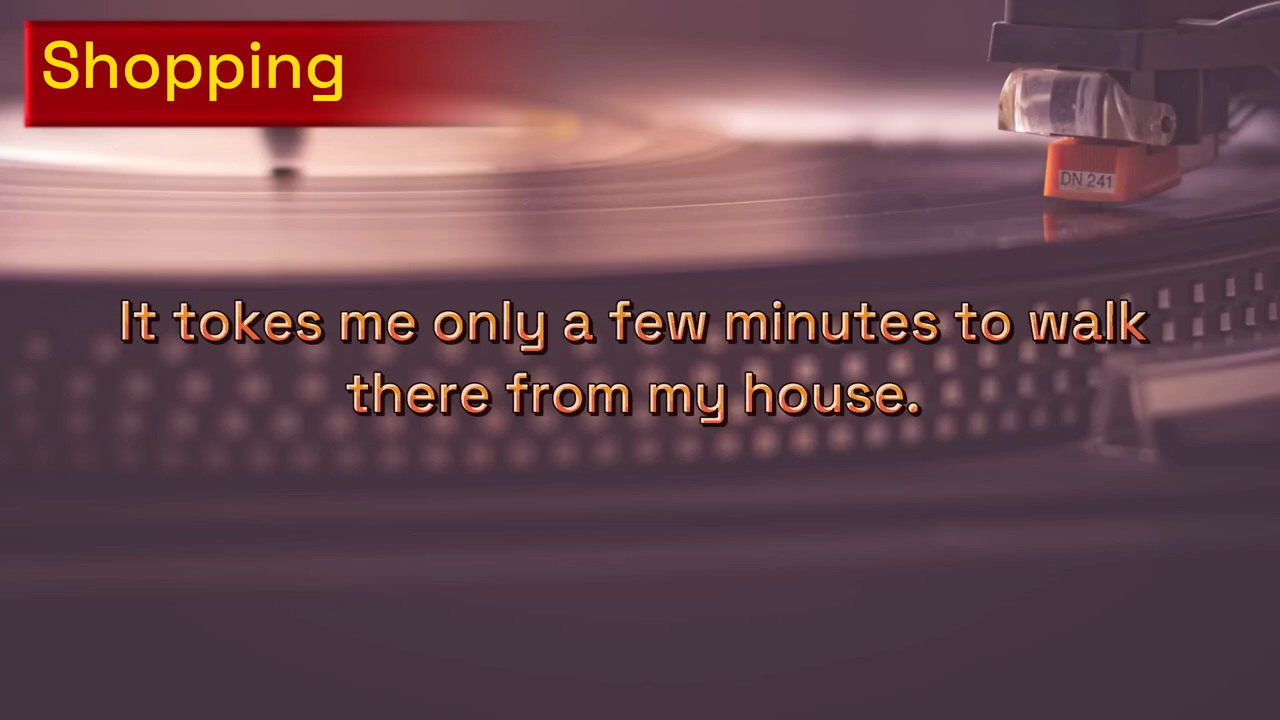 Shopping
DN 241
It tokes me only a few minutes to walk
there from my house.